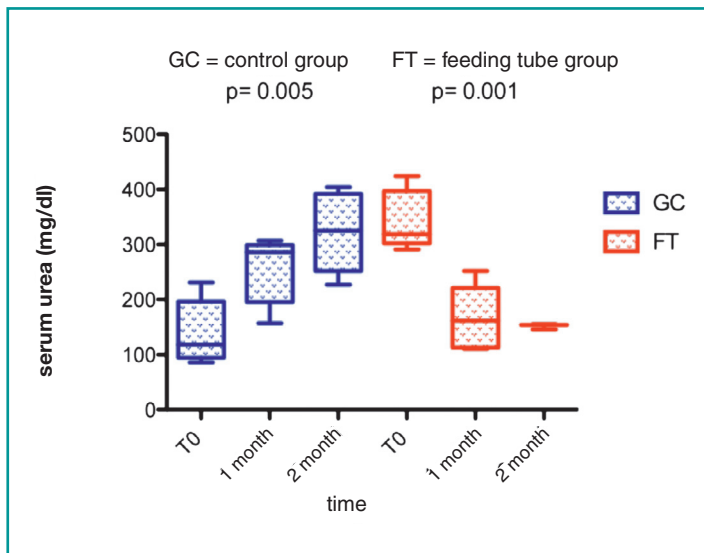 GC = control group FT = feeding tube group
p= 0.005 p= 0.001
500
400
300
200
100
0
serum urea (mg/dl)
GC
FT
T0 1 month 2 month T0 1 month 2 month
time